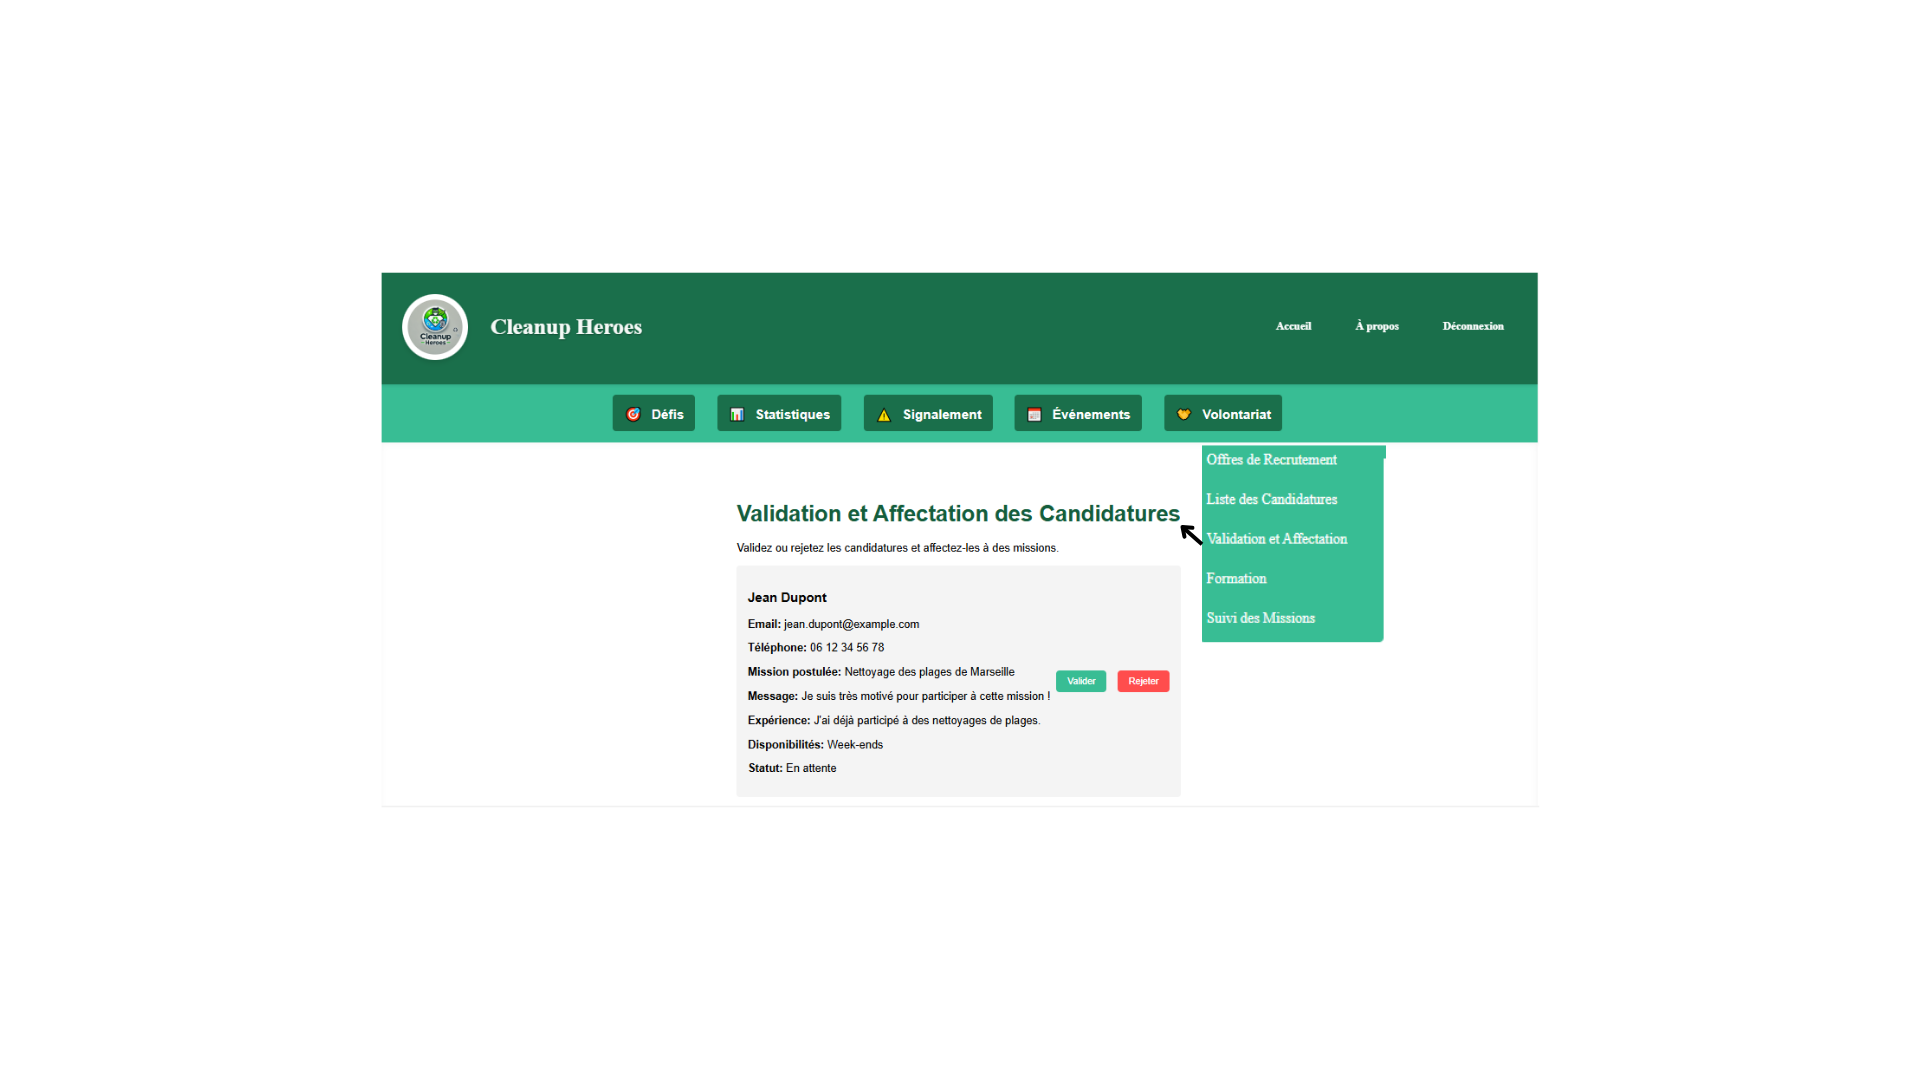 Cleanup
Heroes
Cleanup Heroes
Accueil
À propos
Déconnexion
Défis
Statistiques
Signalement
Événements
Volontariat
Offres de Recrutement
Liste des Candidatures
Validation et Affectation
Formation
Suivi des Missions
Validation et Affectation des Candidatures
Validez ou rejetez les candidatures et affectez-les à des missions.
Jean Dupont
Email: jean.dupont@example.com
Téléphone: 06 12 34 56 78
Mission postulée: Nettoyage des plages de Marseille
Message: Je suis très motivé pour participer à cette mission !
Expérience: J'ai déjà participé à des nettoyages de plages.
Disponibilités: Week-ends
Statut: En attente
Valider
Rejeter